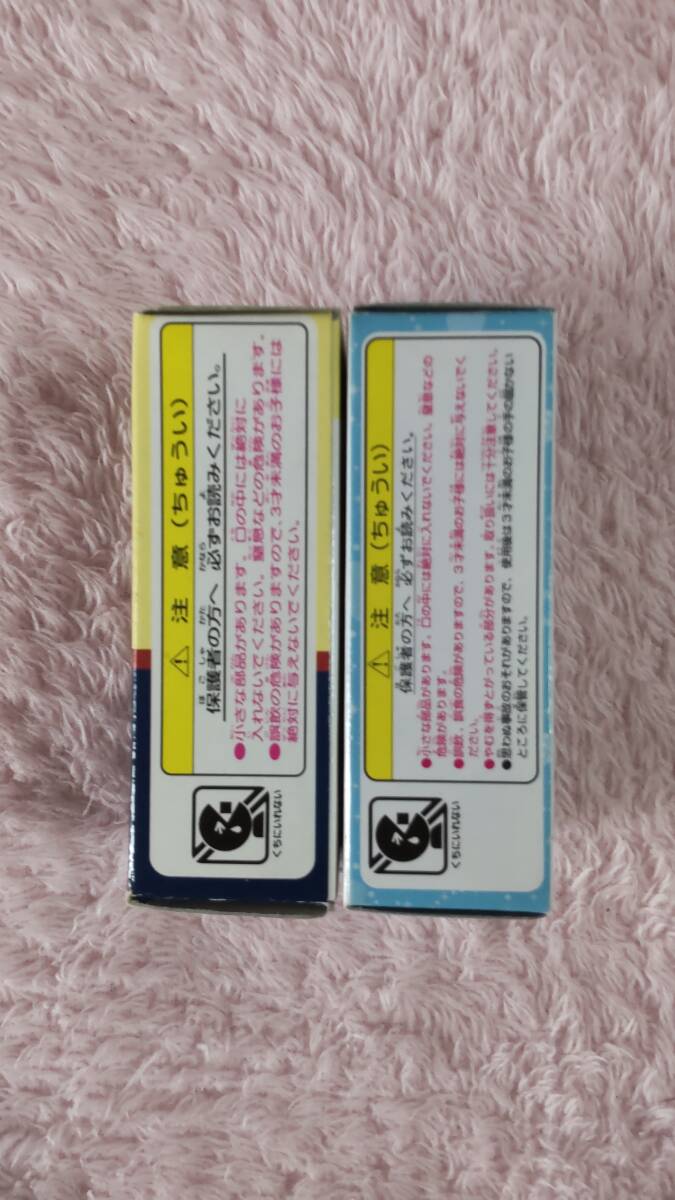 注意（ちゅうい）
保護者の方へ 必ずお読みください。
●小さな部品があります。口の中には絶対に
入れないでください。窒息などの危険があります。
●誤飲の危険がありますので、3才未満のお子様には
絶対に与えないでください。
くちにいれない
注意（ちゅうい）
保護者の方へ 必ずお読みください。
●小さな部品があります。口の中には絶対に入れないでください。窒息などの
危険があります。
●誤飲、誤食の危険がありますので、3才未満のお子様には絶対に与えないでく
ださい。
●やむを得ずとがっている部分があります。取り扱いには十分注意してください。
●思わぬ事故のおそれがありますので、使用後は3才未満のお子様の手の届かない
ところに保管してください。
くちにいれない